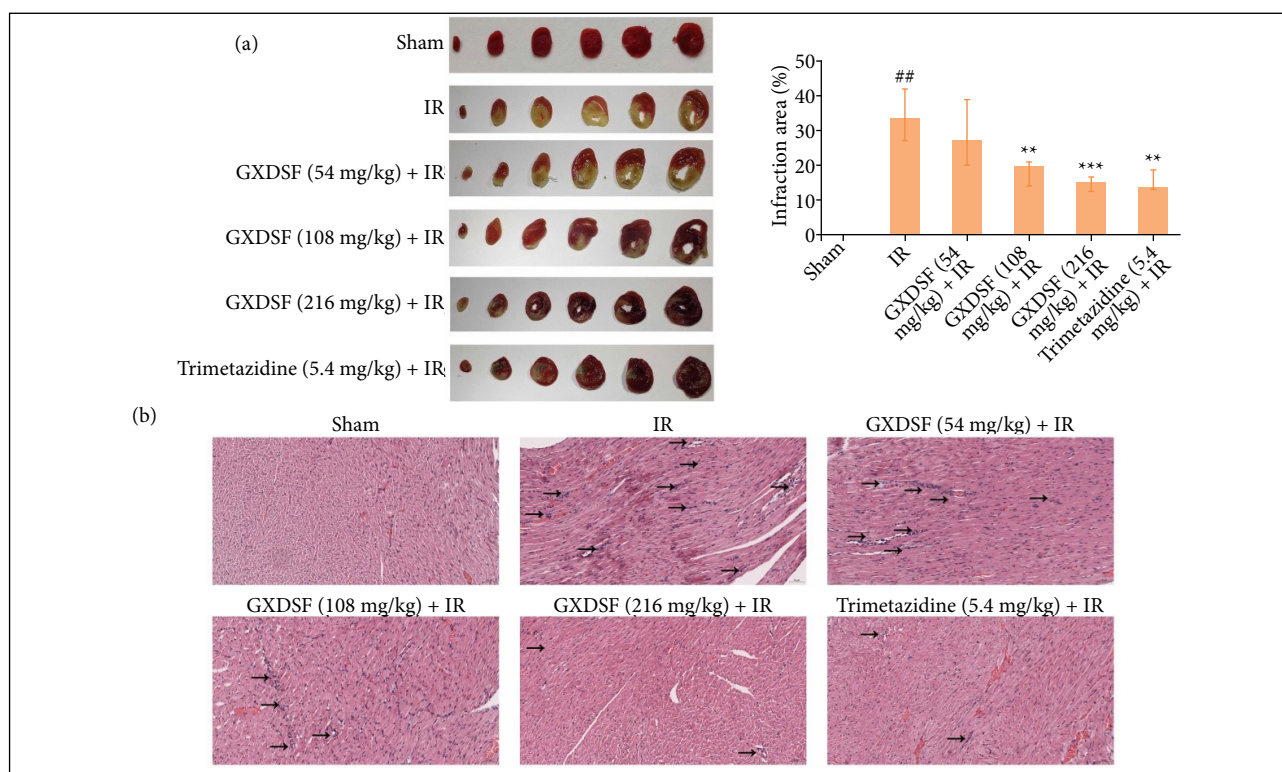 (a)
Sham
IR
GXDSF (54 mg/kg) + IR
GXDSF (108 mg/kg) + IR
GXDSF (216 mg/kg) + IR
Trimetazidine (5.4 mg/kg) + IR
Infraction area (%)
50
40
30
20
10
0
##
**
***
**
Sham
IR
GXDSF (54
mg/kg) + IR
GXDSF (108
mg/kg) + IR
GXDSF (216
mg/kg) + IR
Trimetazidine (5.4
mg/kg) + IR
(b)
Sham
IR
GXDSF (54 mg/kg) + IR
GXDSF (108 mg/kg) + IR
GXDSF (216 mg/kg) + IR
Trimetazidine (5.4 mg/kg) + IR